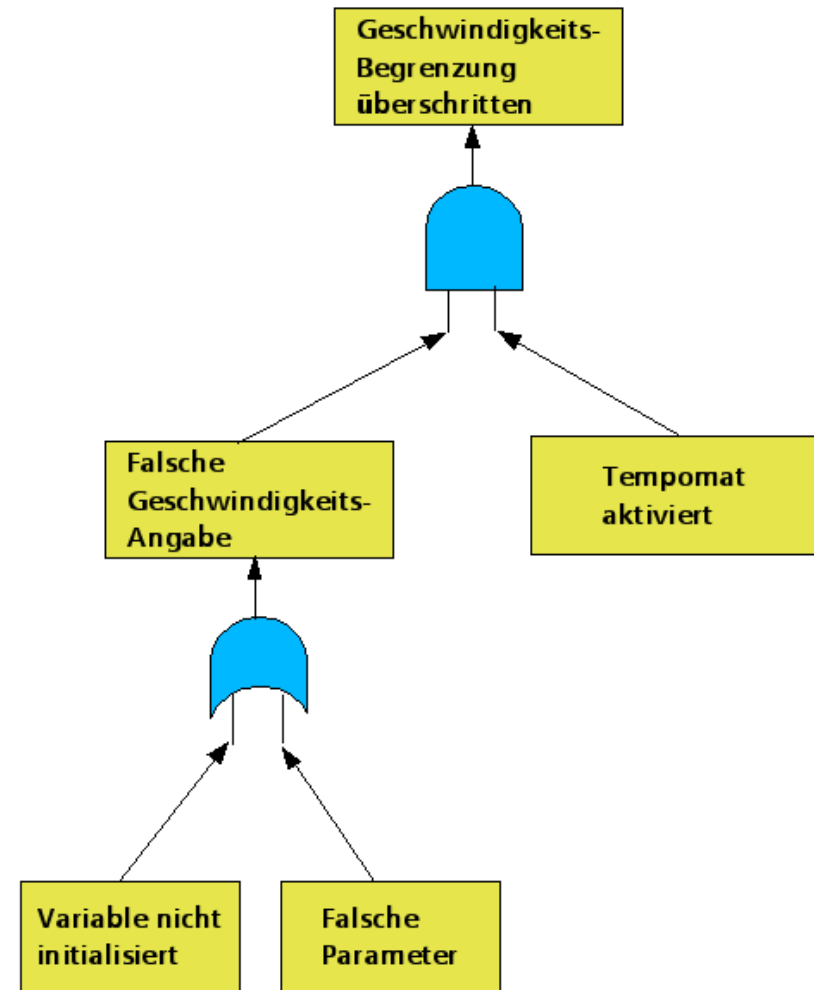 Geschwindigkeits-
Begrenzung
überschritten
Falsche
Geschwindigkeits-
Angabe
Tempomat
aktiviert
Variable nicht
initialisiert
Falsche
Parameter